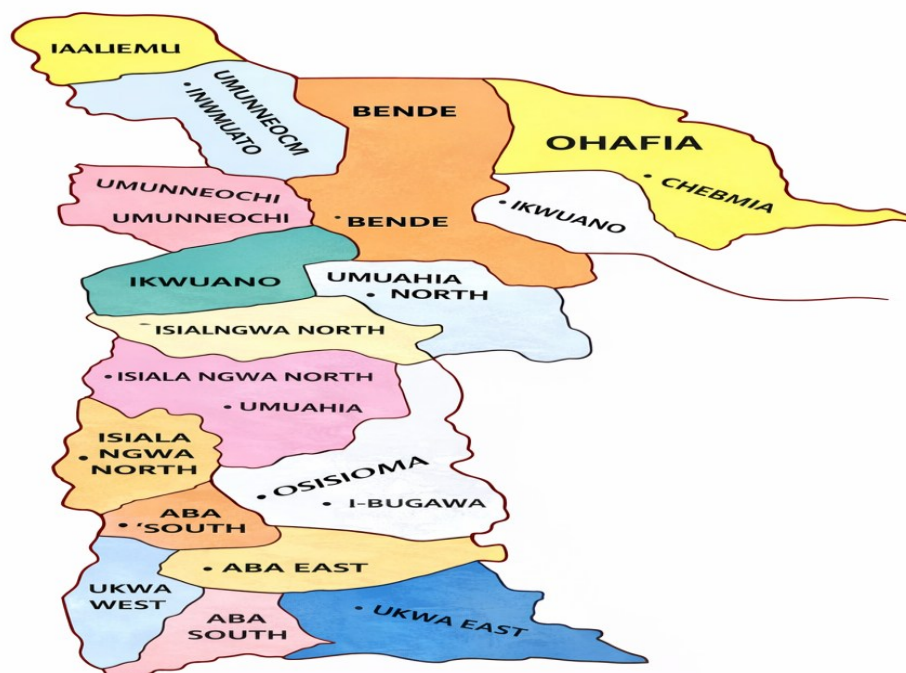 IAALIEMU
UMUNNEOCM
INWMUATO
BENDE
OHAFIA
CHEBMIA
UMUNNEOCHI
UMUNNEOCHI
IKWUANO
BENDE
IKWUANO
UMUAHIA
NORTH
ISIALNGWA NORTH
ISIALA NGWA NORTH
UMUAHIA
ISIALA
NGWA
NORTH
OSISIOMA
I-BUGAWA
ABA
'SOUTH
ABA EAST
UKWA
WEST
ABA
SOUTH
UKWA EAST